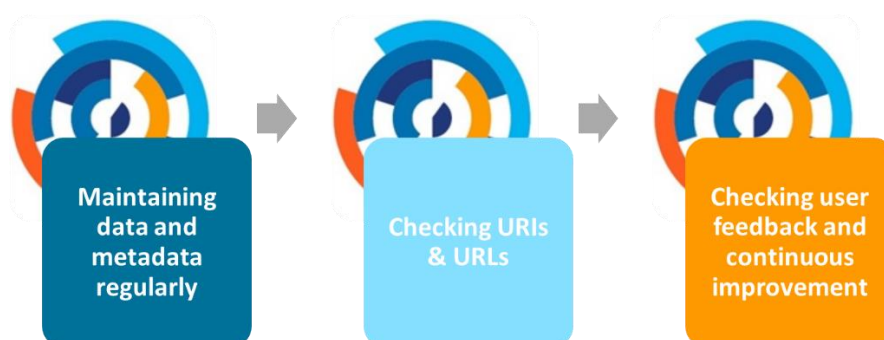 Maintaining
data and
metadata
regularly
Checking URIs
& URLs
Checking user
feedback and
continuous
improvement